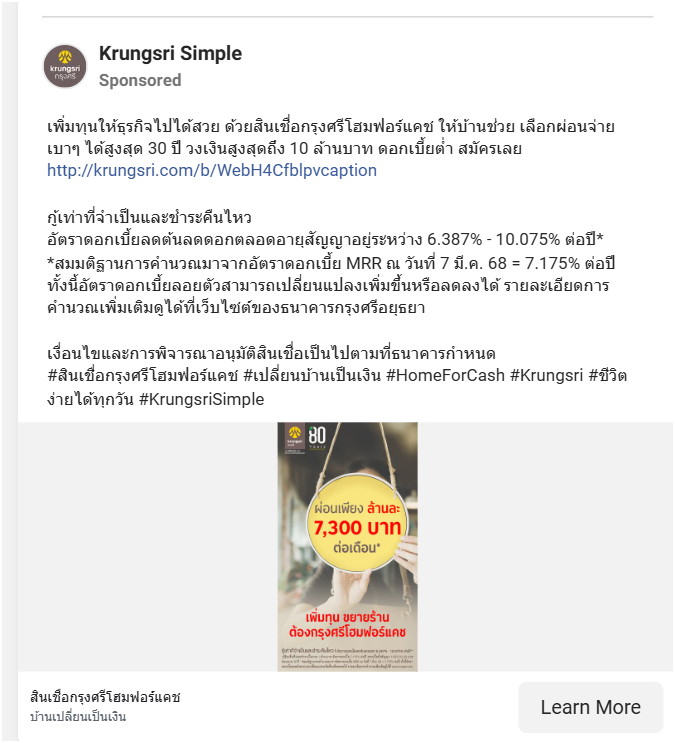 Krungsri Simple
Sponsored
krungsri
กรุงศรี
เพิ่มทุนให้ธุรกิจไปได้สวย ด้วยสินเชื่อกรุงศรีโฮมฟอร์แคช ให้บ้านช่วย เลือกผ่อนจ่าย
เบาๆ ได้สูงสุด 30 ปี วงเงินสูงสุดถึง 10 ล้านบาท ดอกเบี้ยต่ำ สมัครเลย
http://krungsri.com/b/WebH4Cfblpvcaption
กู้เท่าที่จำเป็นและชำระคืนไหว
อัตราดอกเบี้ยลดต้นลดดอกตลอดอายุสัญญาอยู่ระหว่าง 6.387% - 10.075% ต่อปี*
*สมมติฐานการคำนวณมาจากอัตราดอกเบี้ย MRR ณ วันที่ 7 มี.ค. 68 = 7.175% ต่อปี
ทั้งนี้อัตราดอกเบี้ยลอยตัวสามารถเปลี่ยนแปลงเพิ่มขึ้นหรือลดลงได้ รายละเอียดการ
คำนวณเพิ่มเติมดูได้ที่เว็บไซต์ของธนาคารกรุงศรีอยุธยา
เงื่อนไขและการพิจารณาอนุมัติสินเชื่อเป็นไปตามที่ธนาคารกำหนด
#สินเชื่อกรุงศรีโฮมฟอร์แคช #เปลี่ยนบ้านเป็นเงิน #HomeForCash #Krungsri #ชีวิต
ง่ายได้ทุกวัน #KrungsriSimple
krungsri
กรุงศรี
80
YEARS
ผ่อนเพียง ล้านละ
7,300 บาท
ต่อเดือน*
เพิ่มทุน ขยายร้าน
ต้องกรุงศรีโฮมฟอร์แคช
สินเชื่อกรุงศรีโฮมฟอร์แคช
บ้านเปลี่ยนเป็นเงิน
Learn More